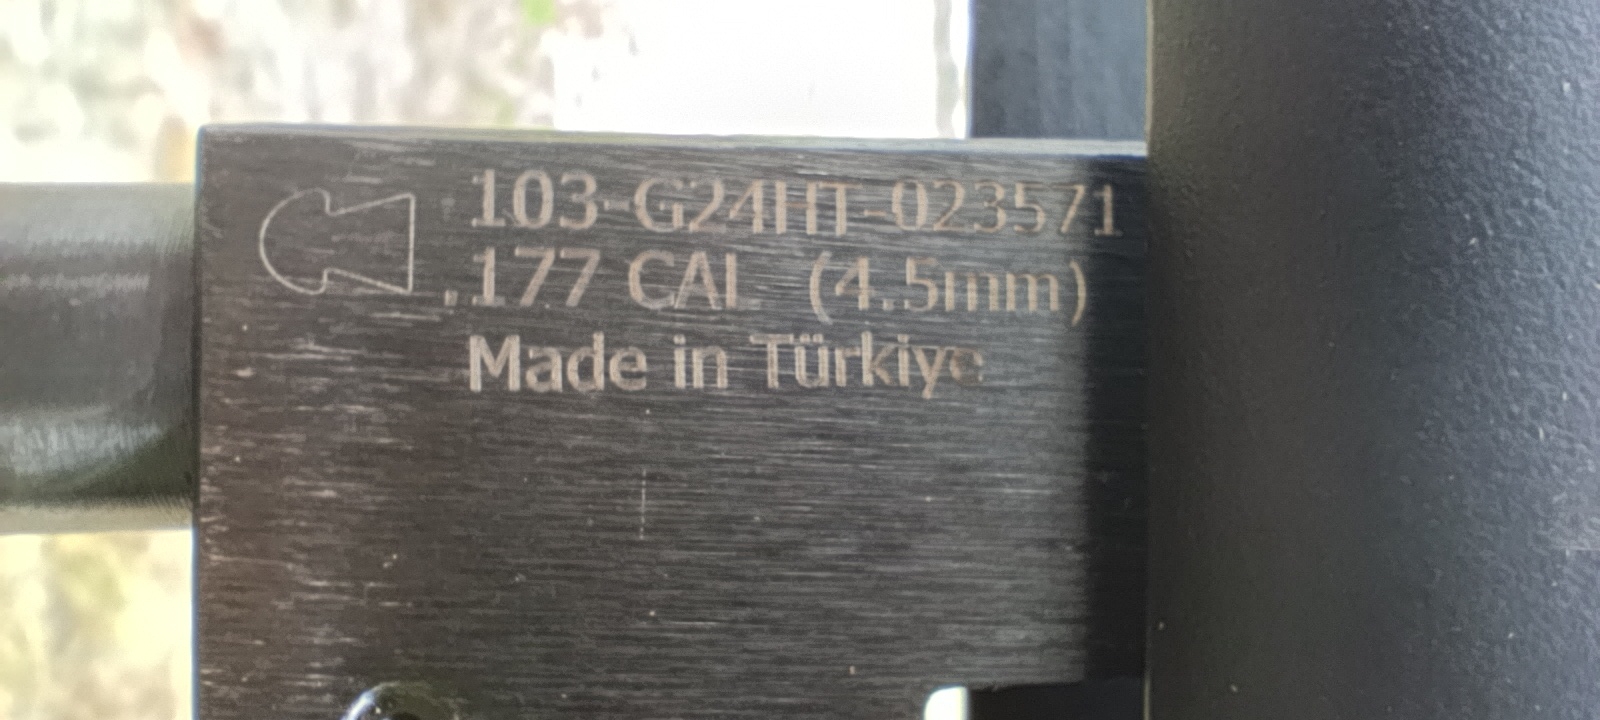 103-G24HT-023571
.177 CAL (4.5mm)
Made in Türkiye